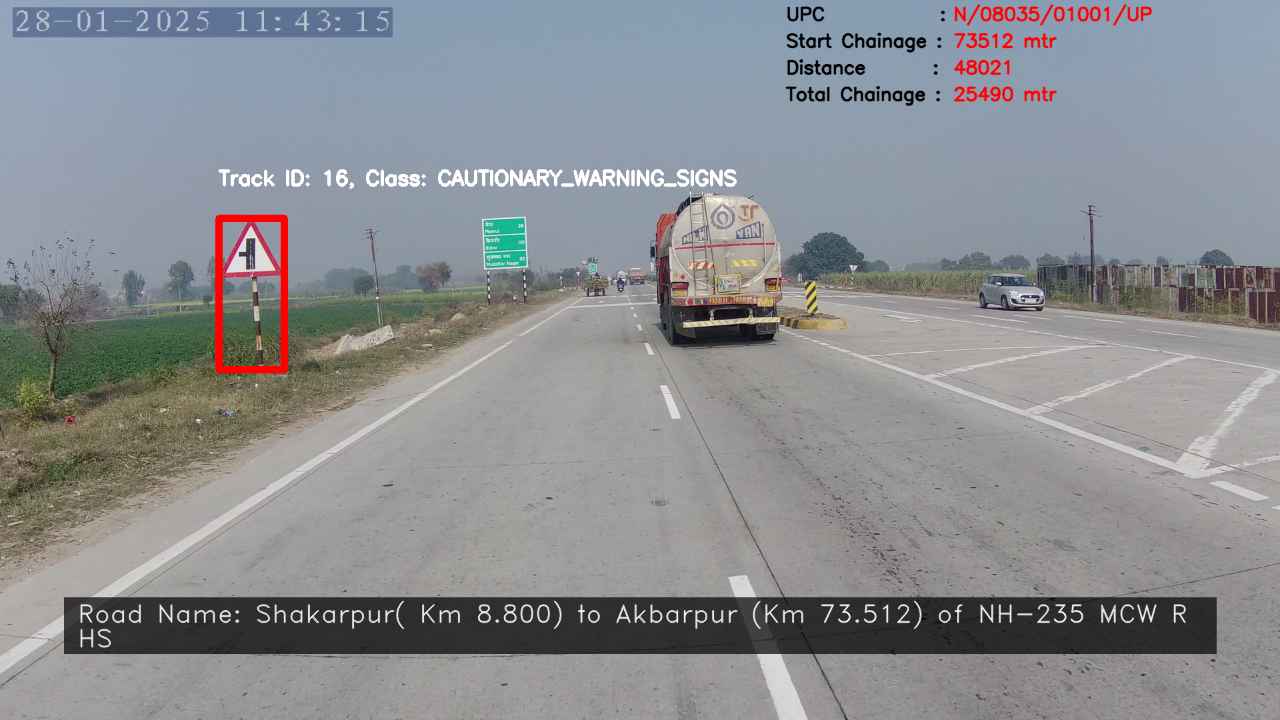 28-01-2025 11:43:15
UPC : N/08035/01001/UP
Start Chainage : 73512 mtr
Distance : 48021
Total Chainage : 25490 mtr
Track ID: 16, Class: CAUTIONARY_WARNING_SIGNS
Road Name: Shakarpur( Km 8.800) to Akbarpur (Km 73.512) of NH-235 MCW R
HS